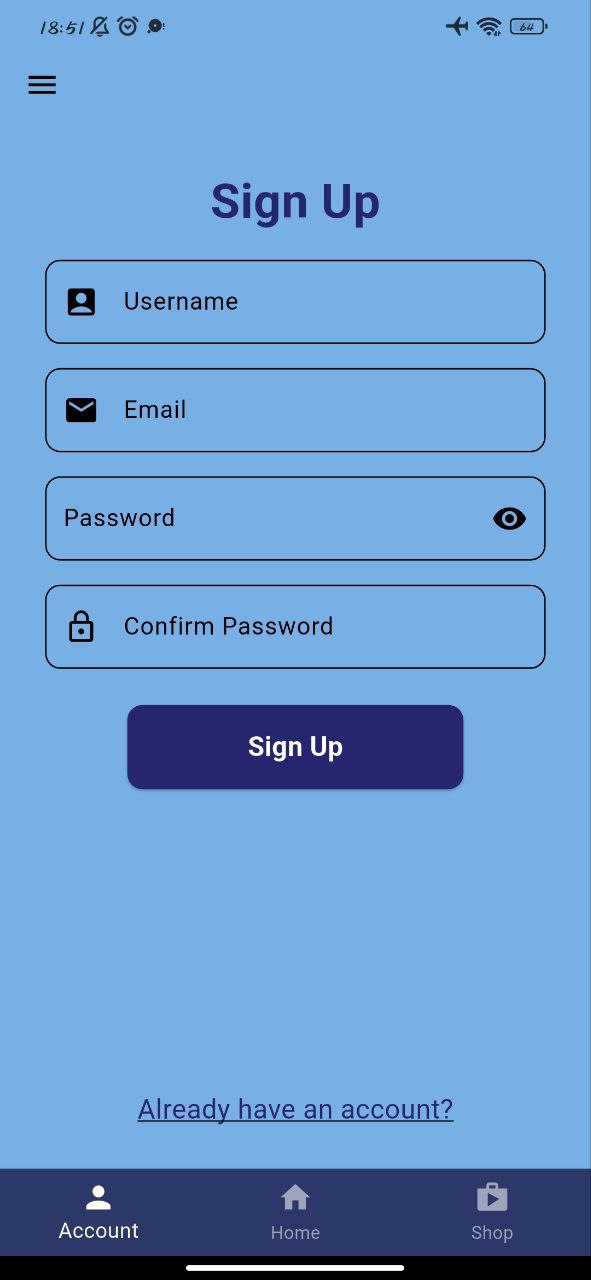 18:51
64
Sign Up
Username
Email
Password
Confirm Password
Sign Up
Already have an account?
Account
Home
Shop